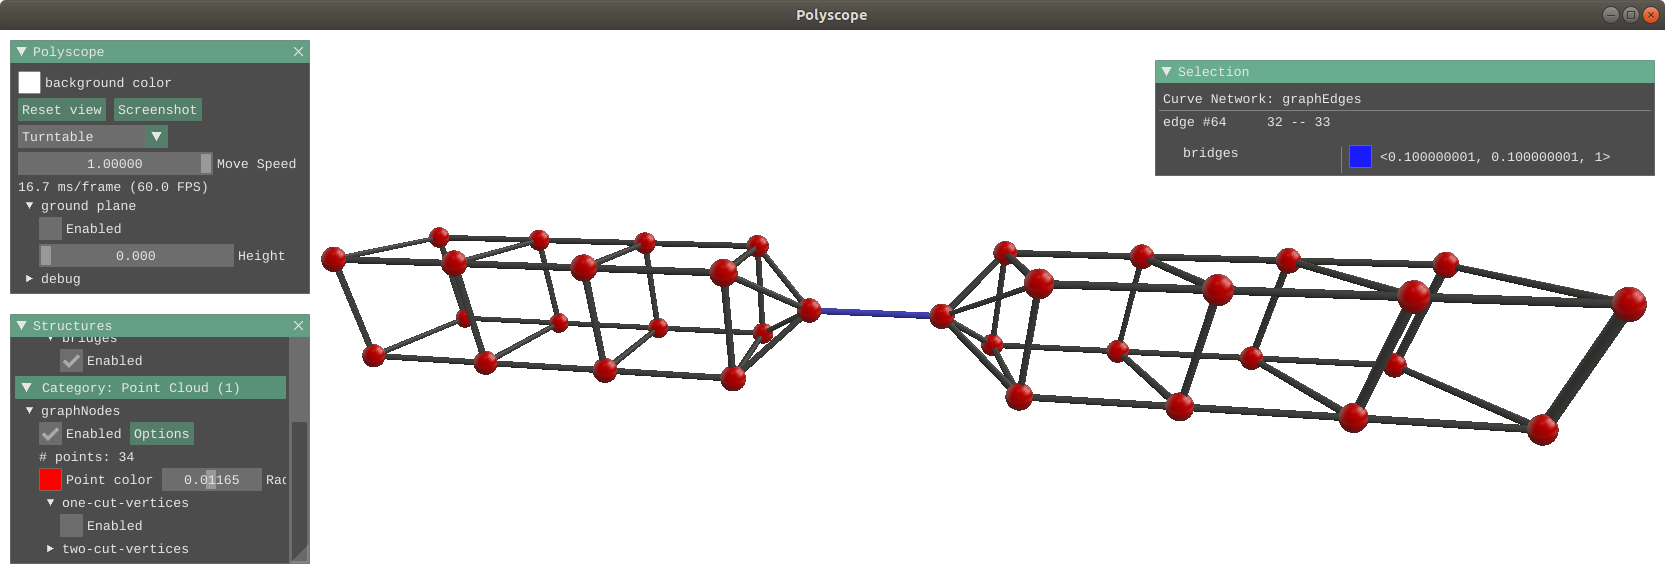 Polyscope
Polyscope
background color
Reset view Screenshot
Turntable
1.00000 Move Speed
16.7 ms/frame (60.0 FPS)
ground plane
Enabled
0.000 Height
debug
Structures
bridges
Enabled
Category: Point Cloud (1)
graphNodes
Enabled Options
# points: 34
Point color 0.01165 Rad
one-cut-vertices
Enabled
two-cut-vertices
Selection
Curve Network: graphEdges
edge #64 32 -- 33
bridges <0.100000001, 0.100000001, 1>